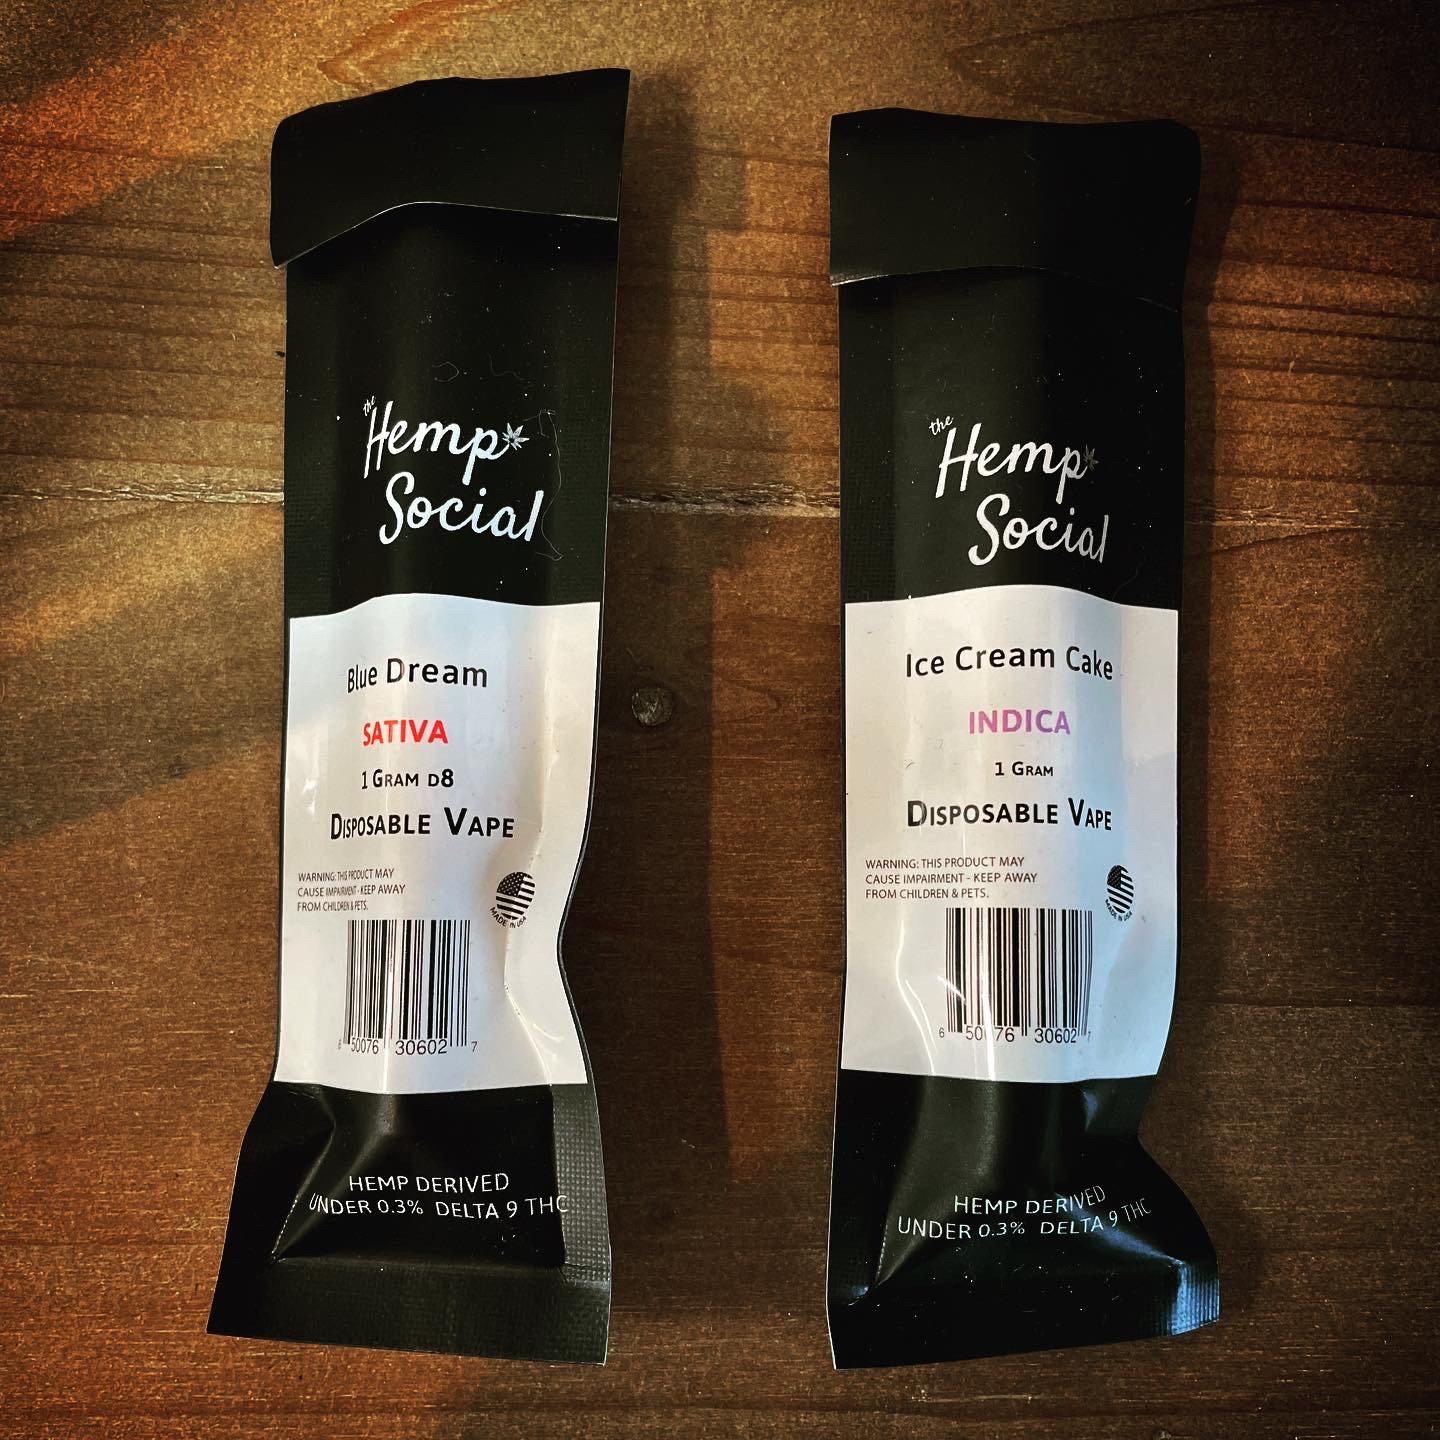 the
Hemp
Social
Blue Dream
SATIVA
1 GRAM D8
DISPOSABLE VAPE
WARNING: THIS PRODUCT MAY
CAUSE IMPAIRMENT - KEEP AWAY
FROM CHILDREN & PETS.
MADE IN USA
6 50076 30602 7
HEMP DERIVED
UNDER 0.3% DELTA 9 THC
the
Hemp
Social
Ice Cream Cake
INDICA
1 GRAM
DISPOSABLE VAPE
WARNING: THIS PRODUCT MAY
CAUSE IMPAIRMENT - KEEP AWAY
FROM CHILDREN & PETS.
MADE IN USA
6 50076 30602
HEMP DERIVED
UNDER 0.3% DELTA 9 THC